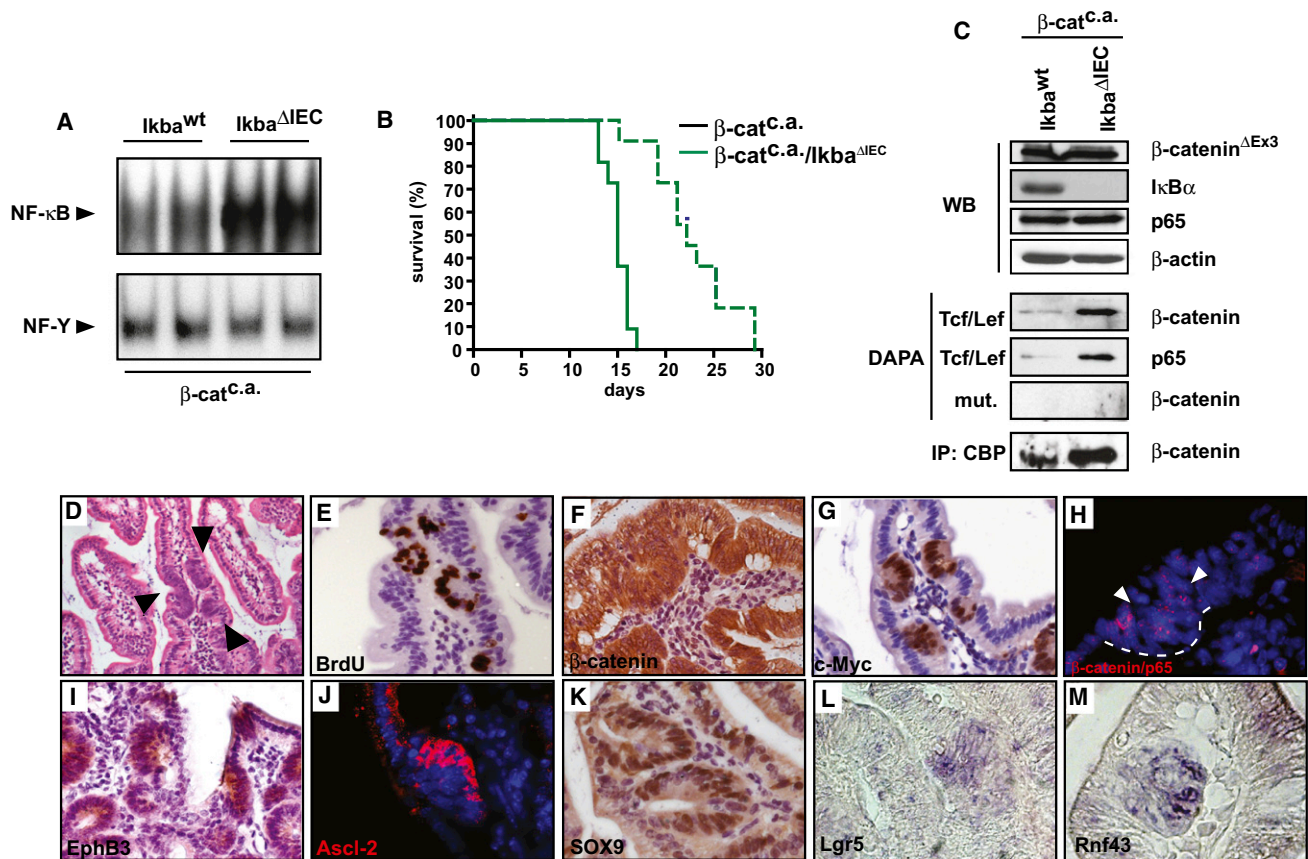 A
Ikba^wt Ikba^ΔIEC
NF-κB
NF-Y
β-cat^c.a.
B
100
90
80
70
60
50
40
30
20
10
0
survival (%)
0 5 10 15 20 25 30
days
β-cat^c.a.
β-cat^c.a./Ikba^ΔIEC
C
β-cat^c.a.
Ikba^wt
Ikba^ΔIEC
WB
β-catenin^ΔEx3
IκBα
p65
β-actin
DAPA
Tcf/Lef β-catenin
Tcf/Lef p65
mut. β-catenin
IP: CBP β-catenin
D
E
BrdU
F
β-catenin
G
c-Myc
H
β-catenin/p65
I
EphB3
J
Ascl-2
K
SOX9
L
Lgr5
M
Rnf43